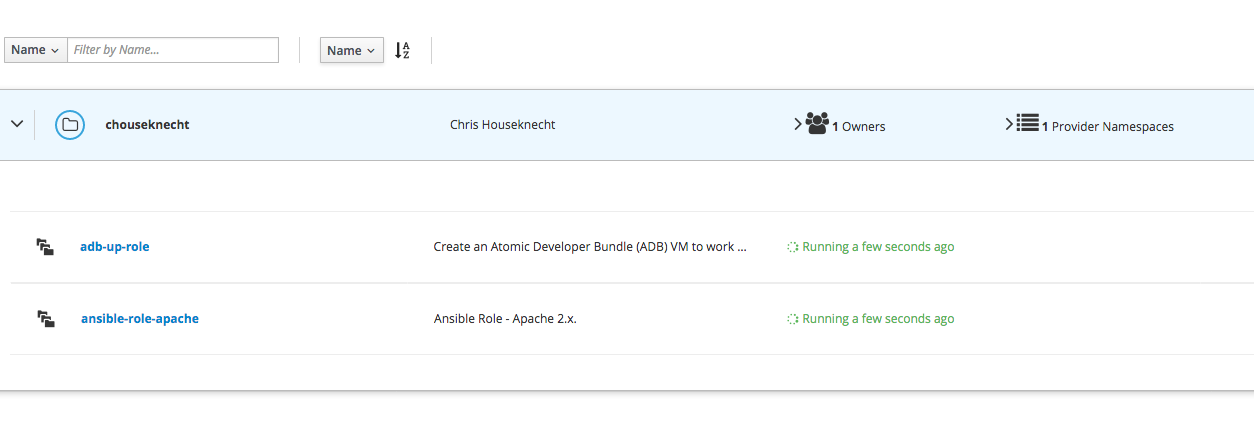 Name Filter by Name... Name
chouseknecht Chris Houseknecht 1 Owners 1 Provider Namespaces
adb-up-role Create an Atomic Developer Bundle (ADB) VM to work ... Running a few seconds ago
ansible-role-apache Ansible Role - Apache 2.x. Running a few seconds ago